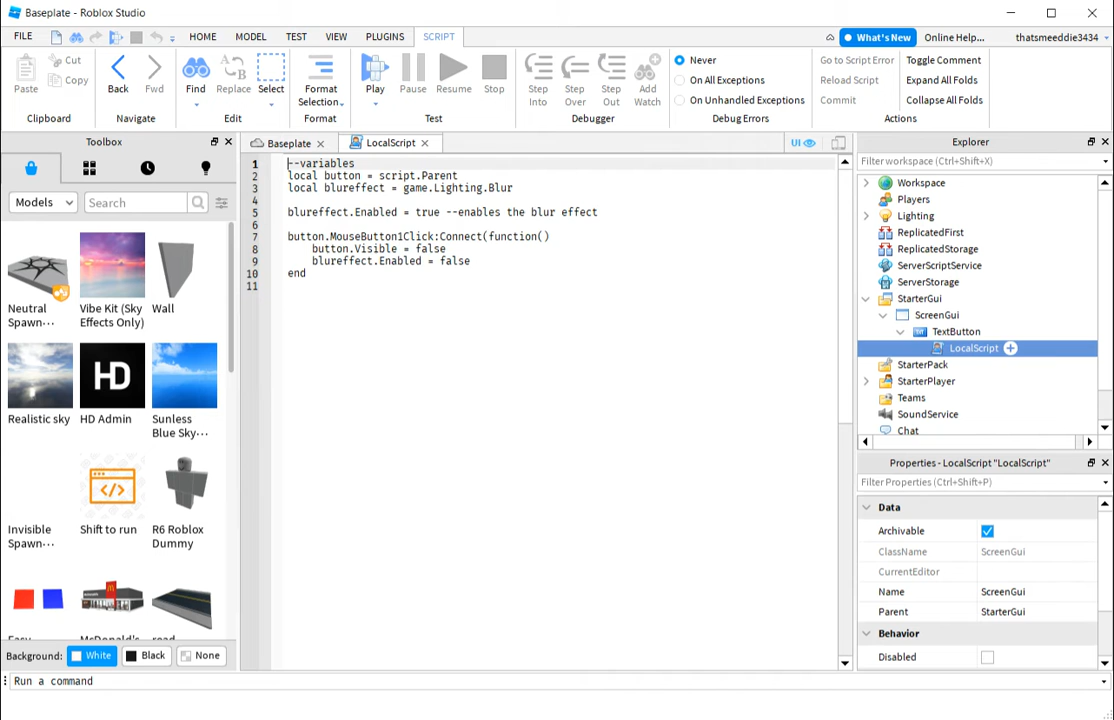 Baseplate - Roblox Studio
FILE HOME MODEL TEST VIEW PLUGINS SCRIPT What's New Online Help... thatsmeeddie3434
Paste Cut Copy
Clipboard
Back Fwd
Navigate
Find Replace Select
Edit
Format Selection
Format
Play Pause Resume Stop
Test
Step Into Step Over Step Out Add Watch
Debugger
Never
On All Exceptions
On Unhandled Exceptions
Debug Errors
Go to Script Error Toggle Comment
Reload Script Expand All Folds
Commit Collapse All Folds
Actions
Toolbox
Models Search
Neutral Spawn...
Vibe Kit (Sky Effects Only)
Wall
Realistic sky
HD
HD Admin
Sunless Blue Sky...
Invisible Spawn...
</>
Shift to run
R6 Roblox Dummy
Background: White Black None
Baseplate LocalScript UI
1 --variables
2 local button = script.Parent
3 local blureffect = game.Lighting.Blur
4
5 blureffect.Enabled = true --enables the blur effect
6
7 button.MouseButton1Click:Connect(function()
8 button.Visible = false
9 blureffect.Enabled = false
10 end
11
Explorer
Filter workspace (Ctrl+Shift+X)
Workspace
Players
Lighting
ReplicatedFirst
ReplicatedStorage
ServerScriptService
ServerStorage
StarterGui
ScreenGui
TextButton
LocalScript
StarterPack
StarterPlayer
Teams
SoundService
Chat
Properties - LocalScript "LocalScript"
Filter Properties (Ctrl+Shift+P)
Data
Archivable
ClassName ScreenGui
CurrentEditor
Name ScreenGui
Parent StarterGui
Behavior
Disabled
Run a command